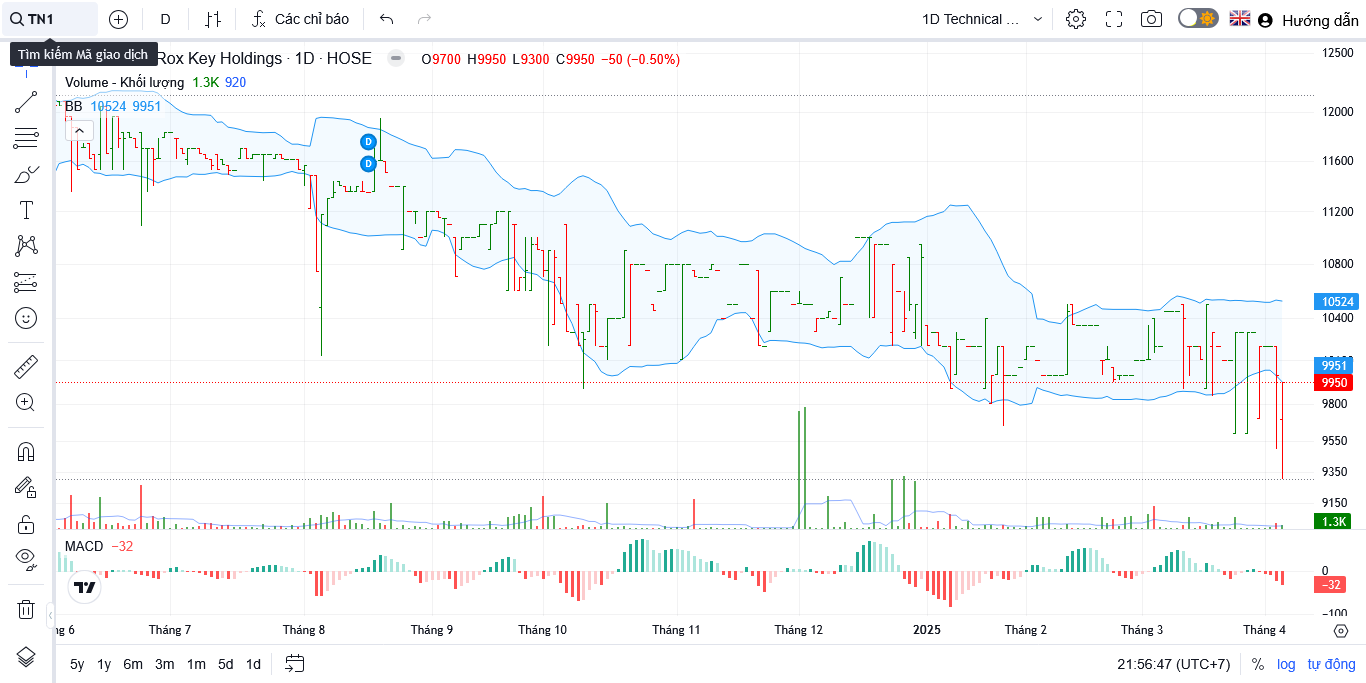 TN1 D Các chỉ báo 1D Technical ... Hướng dẫn
Tìm kiếm Mã giao dịch
Rox Key Holdings · 1D · HOSE O9700 H9950 L9300 C9950 −50 (−0.50%)
Volume - Khối lượng 1.3K 920
BB 10524 9951
D
D
12500
12000
11600
11200
10800
10524
10400
9951
9950
9800
9550
9350
9150
1.3K
MACD −32
0
−32
−100
Tháng 7 Tháng 8 Tháng 9 Tháng 10 Tháng 11 Tháng 12 2025 Tháng 2 Tháng 3 Tháng 4
5y 1y 6m 3m 1m 5d 1d 21:56:47 (UTC+7) % log tự động